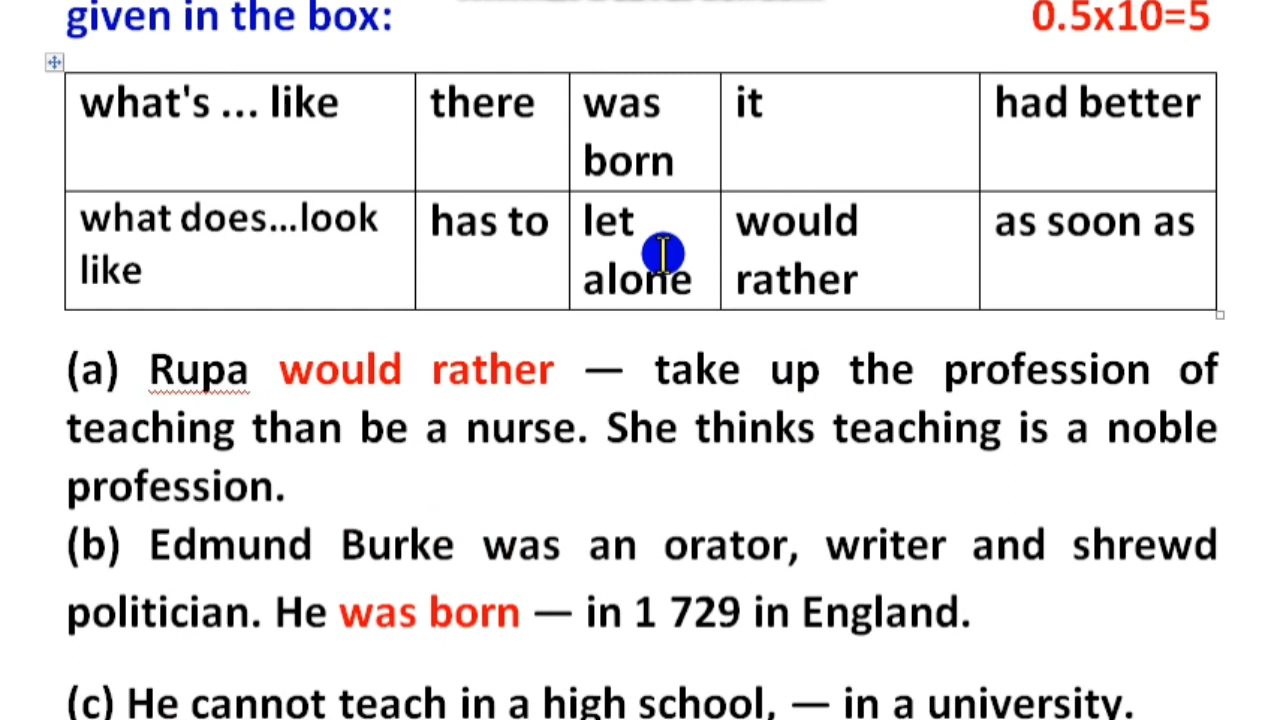 given in the box: 0.5x10=5
what's ... like there was born it had better
what does...look like has to let alone would rather as soon as
(a) Rupa would rather — take up the profession of
teaching than be a nurse. She thinks teaching is a noble
profession.
(b) Edmund Burke was an orator, writer and shrewd
politician. He was born — in 1 729 in England.
(c) He cannot teach in a high school, — in a university.